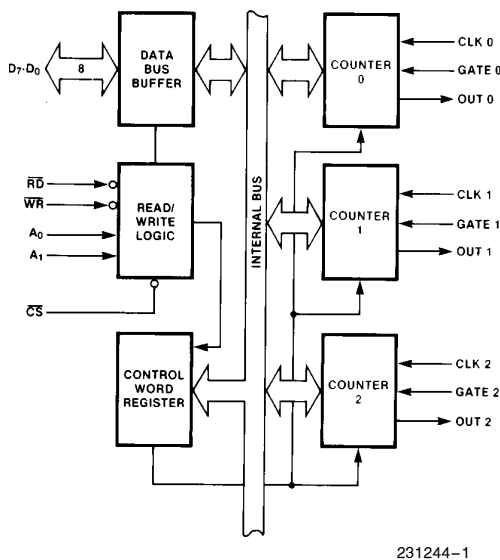 D7-D0
8
DATA
BUS
BUFFER
RD
WR
A0
A1
CS
READ/
WRITE
LOGIC
CONTROL
WORD
REGISTER
INTERNAL BUS
COUNTER
0
CLK 0
GATE 0
OUT 0
COUNTER
1
CLK 1
GATE 1
OUT 1
COUNTER
2
CLK 2
GATE 2
OUT 2
231244-1